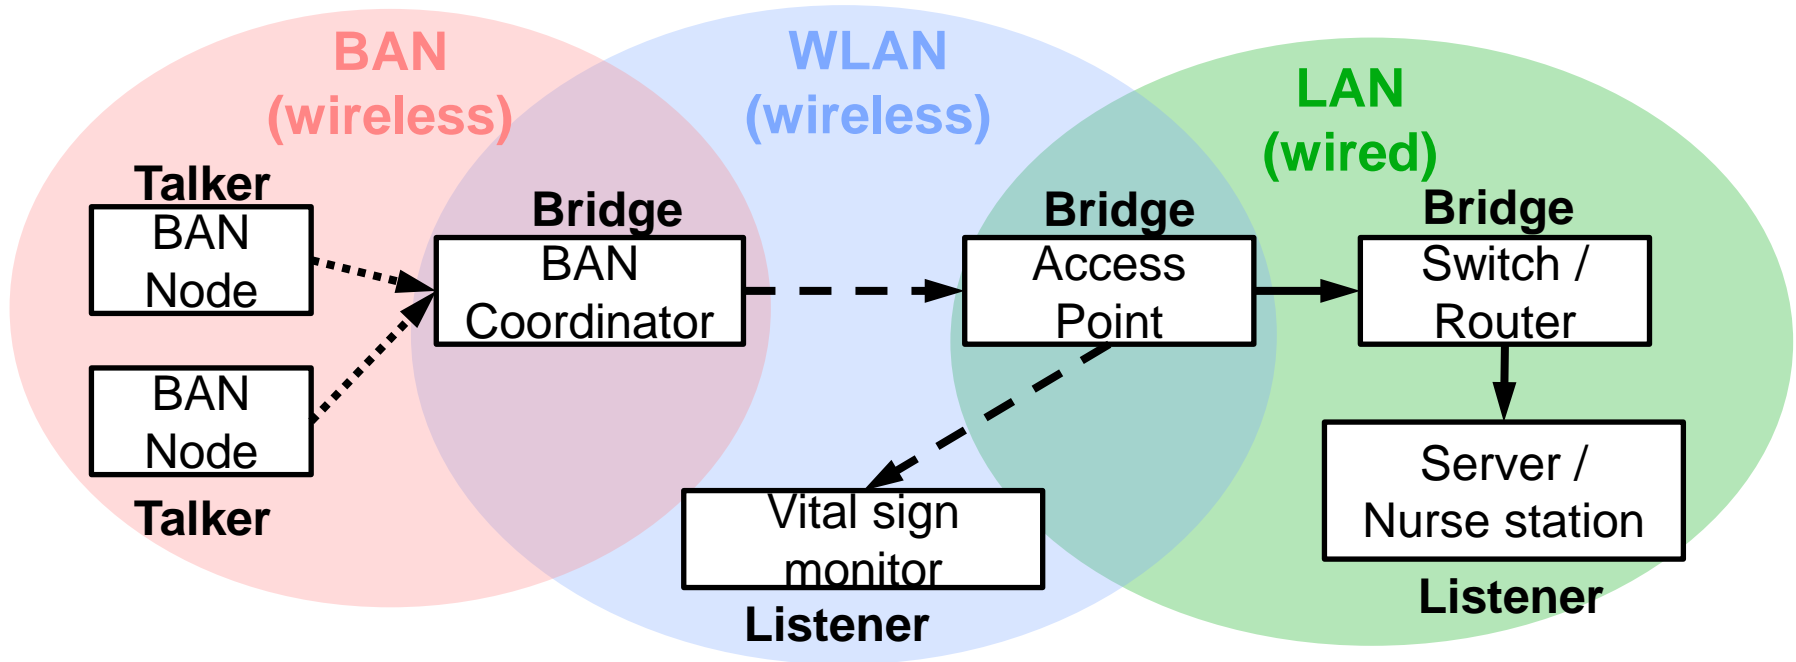 BAN
(wireless)
WLAN
(wireless)
LAN
(wired)
Talker
BAN
Node
BAN
Node
Talker
Bridge
BAN
Coordinator
Bridge
Access
Point
Bridge
Switch /
Router
Vital sign
monitor
Listener
Server /
Nurse station
Listener